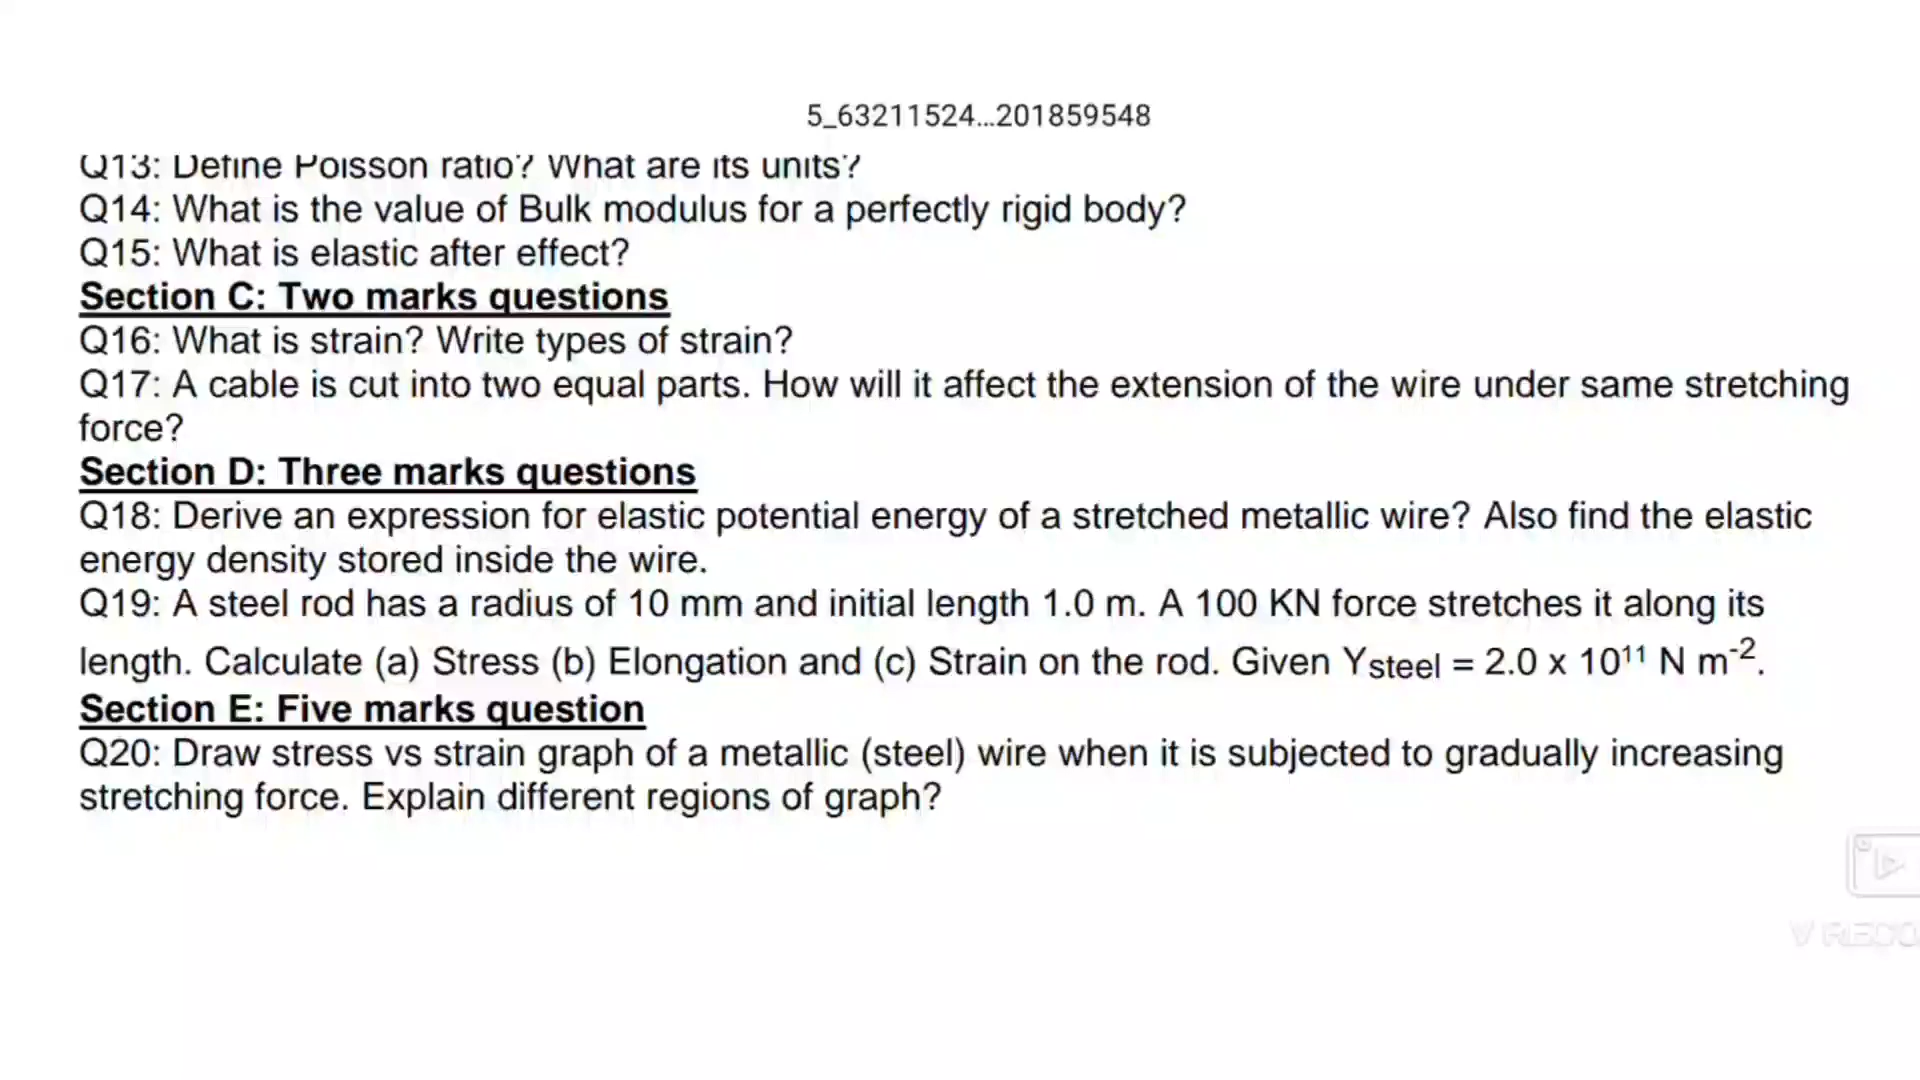 5_63211524...201859548
Q13: Define Poisson ratio? What are its units?
Q14: What is the value of Bulk modulus for a perfectly rigid body?
Q15: What is elastic after effect?
Section C: Two marks questions
Q16: What is strain? Write types of strain?
Q17: A cable is cut into two equal parts. How will it affect the extension of the wire under same stretching
force?
Section D: Three marks questions
Q18: Derive an expression for elastic potential energy of a stretched metallic wire? Also find the elastic
energy density stored inside the wire.
Q19: A steel rod has a radius of 10 mm and initial length 1.0 m. A 100 KN force stretches it along its
length. Calculate (a) Stress (b) Elongation and (c) Strain on the rod. Given Ysteel = 2.0 x 10¹¹ N m⁻².
Section E: Five marks question
Q20: Draw stress vs strain graph of a metallic (steel) wire when it is subjected to gradually increasing
stretching force. Explain different regions of graph?
V RECO